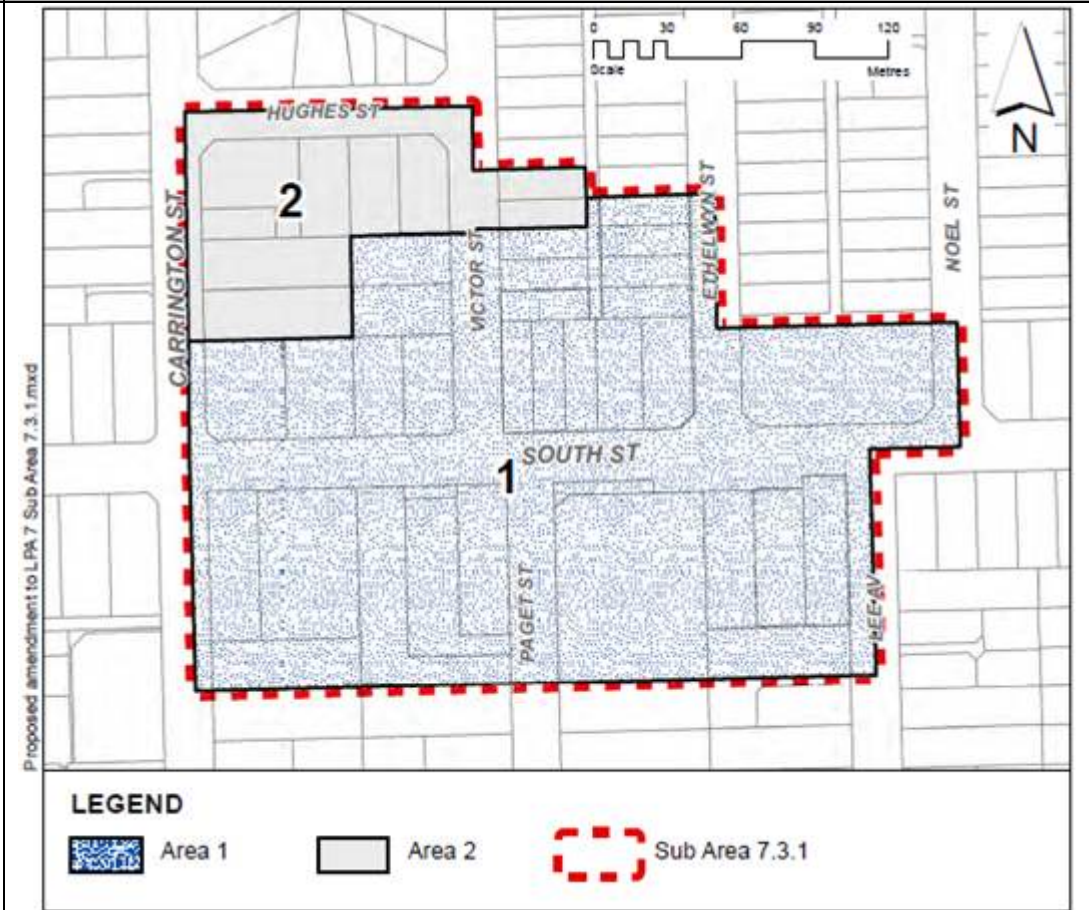 0 30 60 90 120
Scale Metres
N
HUGHES ST
2
CARRINGTON ST
VICTOR ST
ETHELWYN ST
NOEL ST
SOUTH ST
1
PAGET ST
LEE AV
Proposed amendment to LPA 7 Sub Area 7.3.1.mxd
LEGEND
Area 1 Area 2 Sub Area 7.3.1